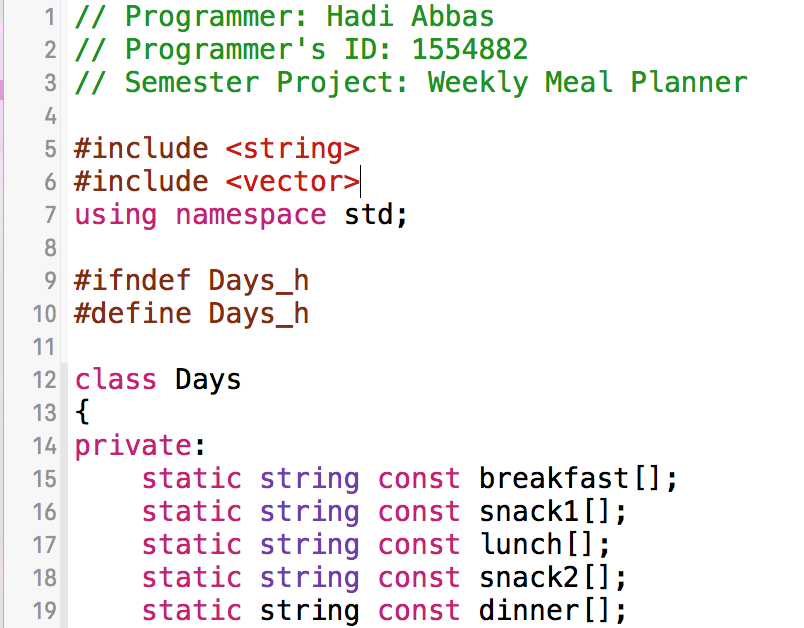 1 // Programmer: Hadi Abbas
2 // Programmer's ID: 1554882
3 // Semester Project: Weekly Meal Planner
4
5 #include <string>
6 #include <vector>
7 using namespace std;
8
9 #ifndef Days_h
10 #define Days_h
11
12 class Days
13 {
14 private:
15     static string const breakfast[];
16     static string const snack1[];
17     static string const lunch[];
18     static string const snack2[];
19     static string const dinner[];